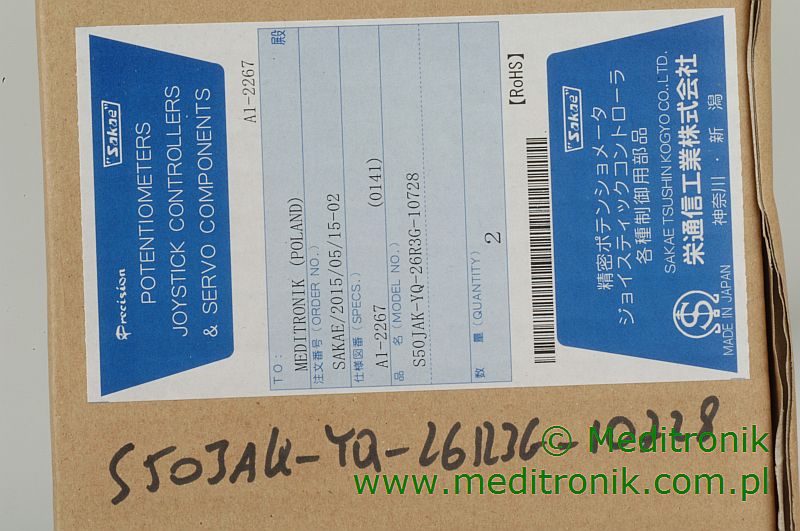 Sakae
Precision
POTENTIOMETERS
JOYSTICK CONTROLLERS
& SERVO COMPONENTS
A1-2267
TO: 殿
MEDITRONIK (POLAND)
注文番号 (ORDER NO.)
SAKAE/2015/05/15-02
仕様図番 (SPECS.) (0141)
A1-2267
品 名 (MODEL NO.)
S50JAK-YQ-26R3G-10728
数 量 (QUANTITY) 2
【RoHS】
Sakae
精密ポテンショメータ
ジョイスティックコントローラ
各種制御用部品
SAKAE TSUSHIN KOGYO CO., LTD.
栄通信工業株式会社
神奈川・新潟
MADE IN JAPAN
S50JAK-YQ-26R3G-10728
© Meditronik
www.meditronik.com.pl